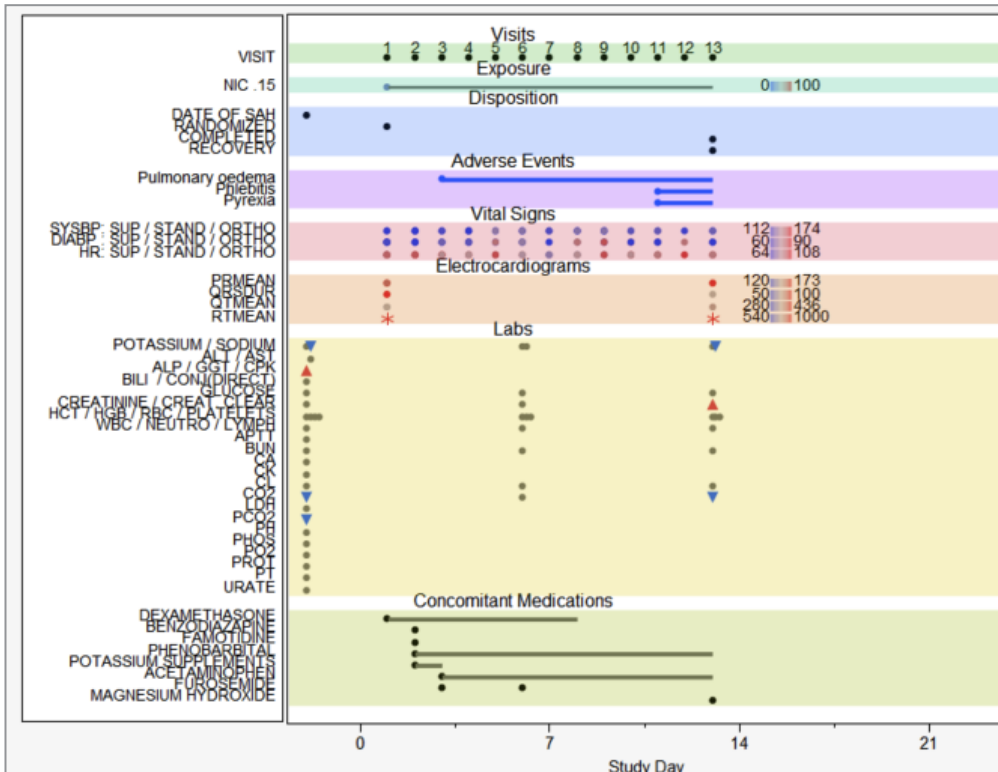 Visits
VISIT 1 2 3 4 5 6 7 8 9 10 11 12 13
Exposure
NIC .15 0 100
Disposition
DATE OF SAH
RANDOMIZED
COMPLETED
RECOVERY
Adverse Events
Pulmonary oedema
Phlebitis
Pyrexia
Vital Signs
SYSBP: SUP / STAND / ORTHO 112 174
DIABP : SUP / STAND / ORTHO 60 90
HR: SUP / STAND / ORTHO 64 108
Electrocardiograms
PRMEAN 120 173
QRSDUR 50 100
QTMEAN 280 436
RTMEAN 540 1000
Labs
POTASSIUM / SODIUM
ALT / AST
ALP / GGT / CPK
BILI / CONJ(DIRECT)
GLUCOSE
CREATININE / CREAT_CLEAR
HCT / HGB / RBC / PLATELETS
WBC / NEUTRO / LYMPH
APTT
BUN
CA
CK
CL
CO2
LDH
PCO2
PH
PHOS
PO2
PROT
PT
URATE
Concomitant Medications
DEXAMETHASONE
BENZODIAZAPINE
FAMOTIDINE
PHENOBARBITAL
POTASSIUM SUPPLEMENTS
ACETAMINOPHEN
FUROSEMIDE
MAGNESIUM HYDROXIDE
0 7 14 21
Study Day